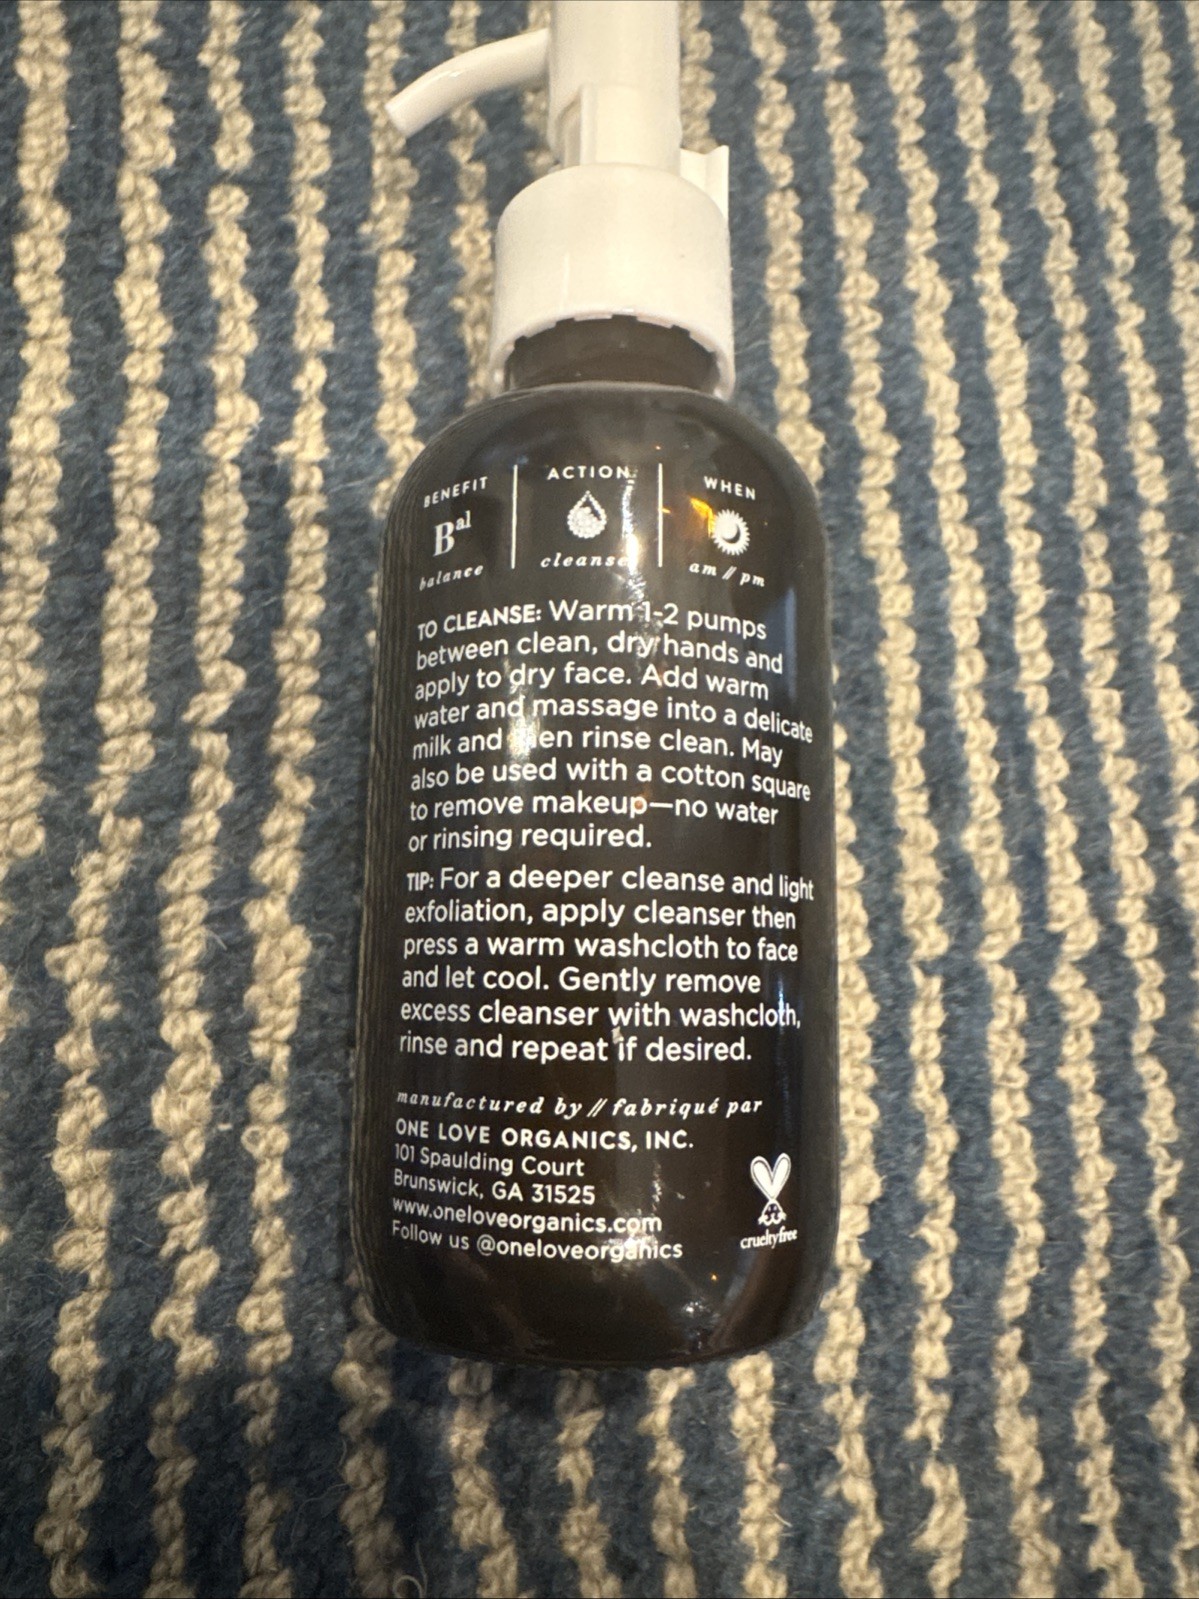 BENEFIT
Bal
balance
ACTION
cleanse
WHEN
am // pm
TO CLEANSE: Warm 1-2 pumps
between clean, dry hands and
apply to dry face. Add warm
water and massage into a delicate
milk and then rinse clean. May
also be used with a cotton square
to remove makeup—no water
or rinsing required.
TIP: For a deeper cleanse and light
exfoliation, apply cleanser then
press a warm washcloth to face
and let cool. Gently remove
excess cleanser with washcloth,
rinse and repeat if desired.
manufactured by // fabriqué par
ONE LOVE ORGANICS, INC.
101 Spaulding Court
Brunswick, GA 31525
www.oneloveorganics.com
Follow us @oneloveorganics
crueltyfree